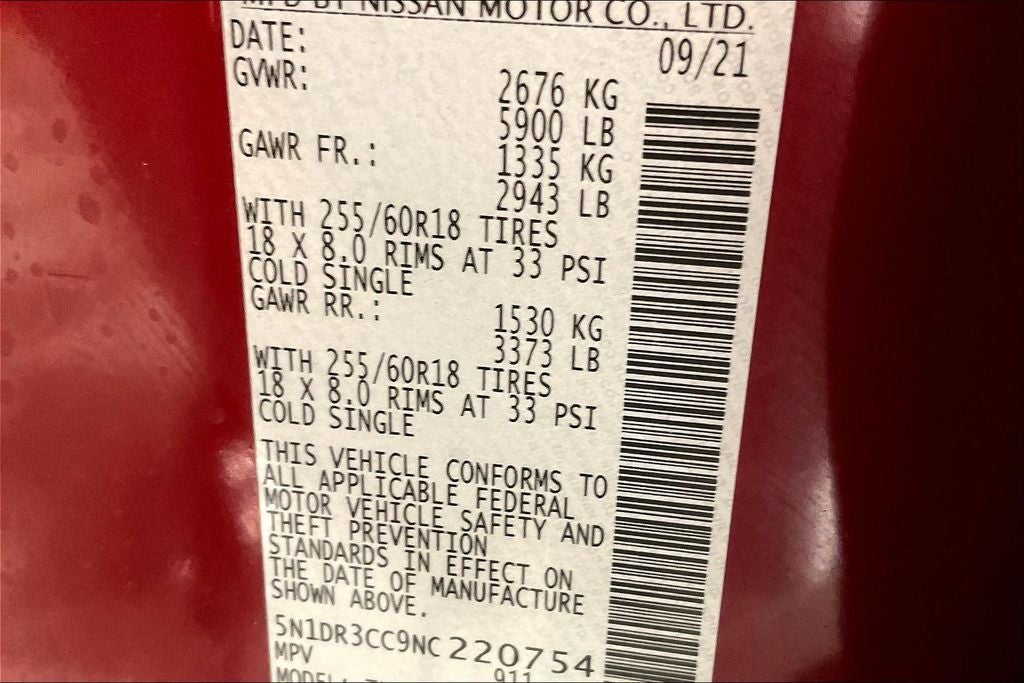 MFD BY NISSAN MOTOR CO., LTD.
DATE: 09/21
GVWR: 2676 KG
5900 LB
GAWR FR.: 1335 KG
2943 LB
WITH 255/60R18 TIRES
18 X 8.0 RIMS AT 33 PSI
COLD SINGLE
GAWR RR.: 1530 KG
3373 LB
WITH 255/60R18 TIRES
18 X 8.0 RIMS AT 33 PSI
COLD SINGLE
THIS VEHICLE CONFORMS TO
ALL APPLICABLE FEDERAL
MOTOR VEHICLE SAFETY AND
THEFT PREVENTION
STANDARDS IN EFFECT ON
THE DATE OF MANUFACTURE
SHOWN ABOVE.
5N1DR3CC9NC220754
MPV 911